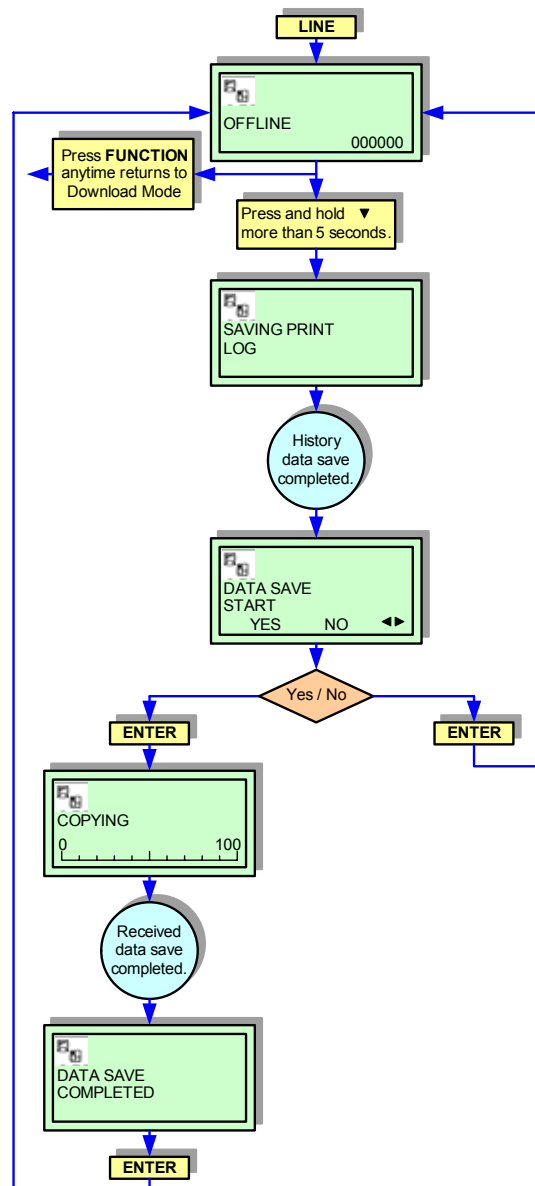 LINE
OFFLINE
000000
Press FUNCTION
anytime returns to
Download Mode
Press and hold ▼
more than 5 seconds.
SAVING PRINT
LOG
History
data save
completed.
DATA SAVE
START
YES NO ◄►
Yes / No
ENTER
ENTER
COPYING
0 100
Received
data save
completed.
DATA SAVE
COMPLETED
ENTER